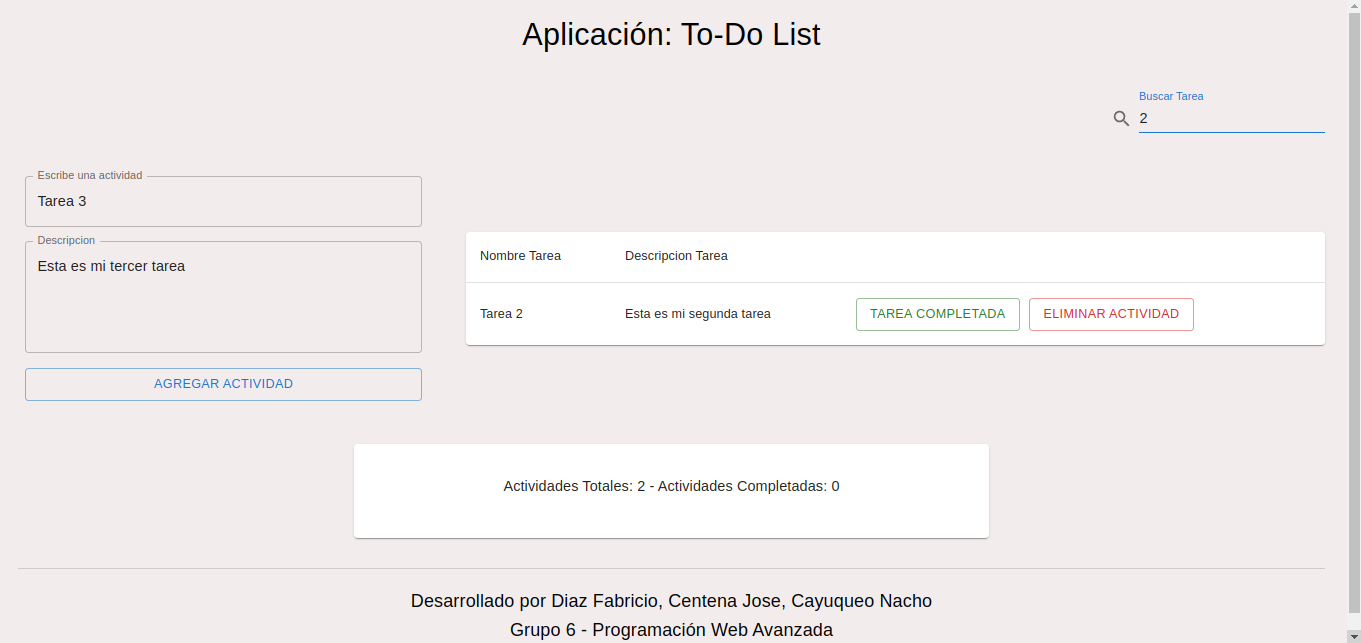 Aplicación: To-Do List
Buscar Tarea
2
Escribe una actividad
Tarea 3
Descripcion
Esta es mi tercer tarea
AGREGAR ACTIVIDAD
Nombre Tarea Descripcion Tarea
Tarea 2 Esta es mi segunda tarea TAREA COMPLETADA ELIMINAR ACTIVIDAD
Actividades Totales: 2 - Actividades Completadas: 0
Desarrollado por Diaz Fabricio, Centena Jose, Cayuqueo Nacho
Grupo 6 - Programación Web Avanzada